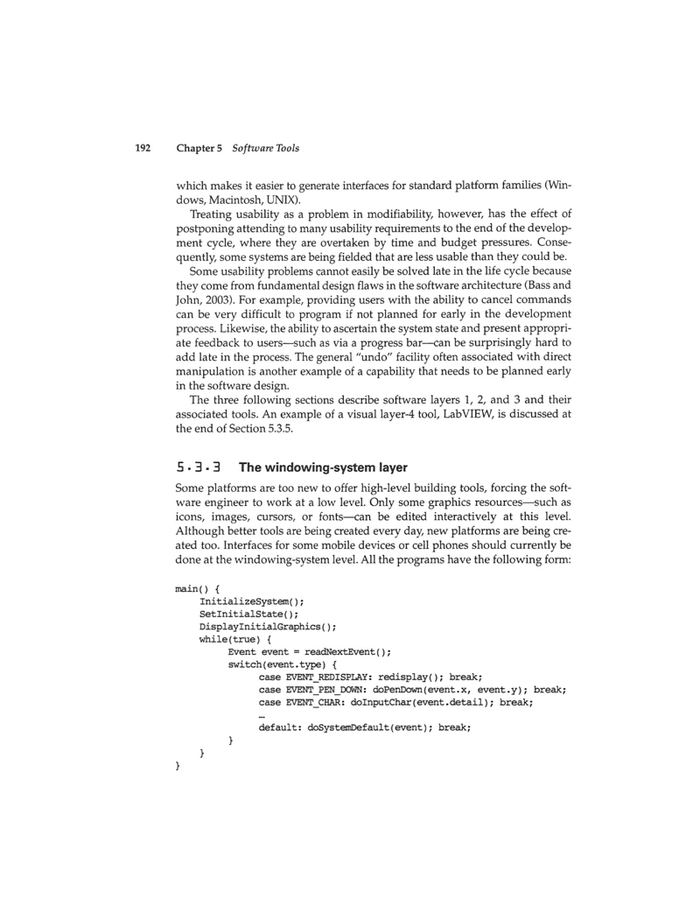 192 Chapter 5 Software Tools
which makes it easier to generate interfaces for standard platform families (Win-
dows, Macintosh, UNIX).
Treating usability as a problem in modifiability, however, has the effect of
postponing attending to many usability requirements to the end of the develop-
ment cycle, where they are overtaken by time and budget pressures. Conse-
quently, some systems are being fielded that are less usable than they could be.
Some usability problems cannot easily be solved late in the life cycle because
they come from fundamental design flaws in the software architecture (Bass and
John, 2003). For example, providing users with the ability to cancel commands
can be very difficult to program if not planned for early in the development
process. Likewise, the ability to ascertain the system state and present appropri-
ate feedback to users—such as via a progress bar—can be surprisingly hard to
add late in the process. The general "undo" facility often associated with direct
manipulation is another example of a capability that needs to be planned early
in the software design.
The three following sections describe software layers 1, 2, and 3 and their
associated tools. An example of a visual layer-4 tool, LabVIEW, is discussed at
the end of Section 5.3.5.
5.3.3 The windowing-system layer
Some platforms are too new to offer high-level building tools, forcing the soft-
ware engineer to work at a low level. Only some graphics resources—such as
icons, images, cursors, or fonts—can be edited interactively at this level.
Although better tools are being created every day, new platforms are being cre-
ated too. Interfaces for some mobile devices or cell phones should currently be
done at the windowing-system level. All the programs have the following form:
main() {
InitializeSystem();
SetInitialState();
DisplayInitialGraphics();
while(true) {
Event event = readNextEvent();
switch(event.type) {
case EVENT_REDISPLAY: redisplay(); break;
case EVENT_PEN_DOWN: doPenDown(event.x, event.y); break;
case EVENT_CHAR: doInputChar(event.detail); break;
…
default: doSystemDefault(event); break;
}
}
}